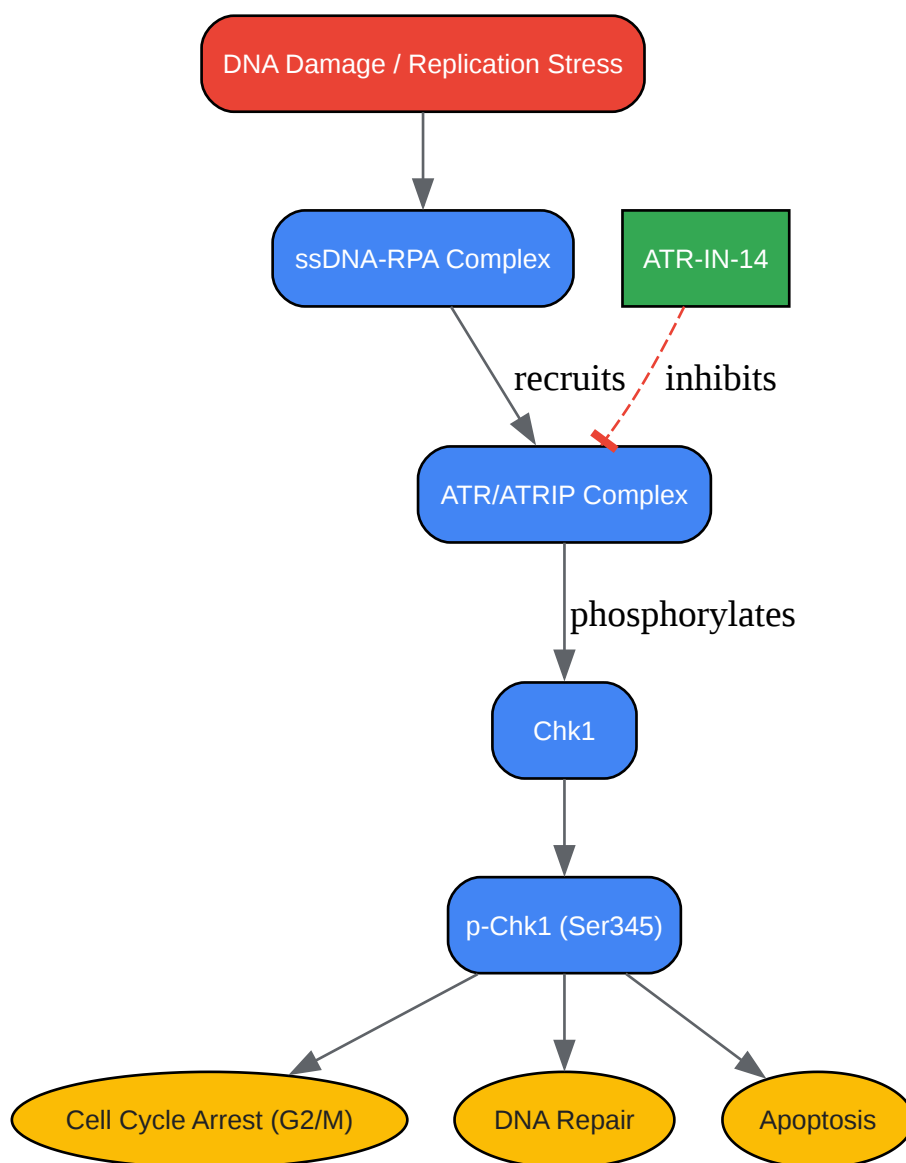 DNA Damage / Replication Stress
ssDNA-RPA Complex
ATR-IN-14
recruits
inhibits
ATR/ATRIP Complex
phosphorylates
Chk1
p-Chk1 (Ser345)
Cell Cycle Arrest (G2/M)
DNA Repair
Apoptosis